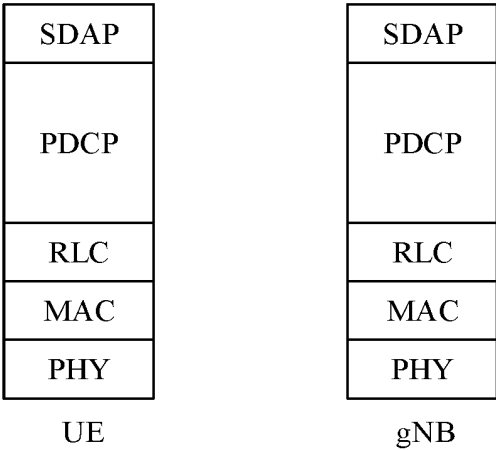 SDAP SDAP
PDCP PDCP
RLC RLC
MAC MAC
PHY PHY
UE gNB